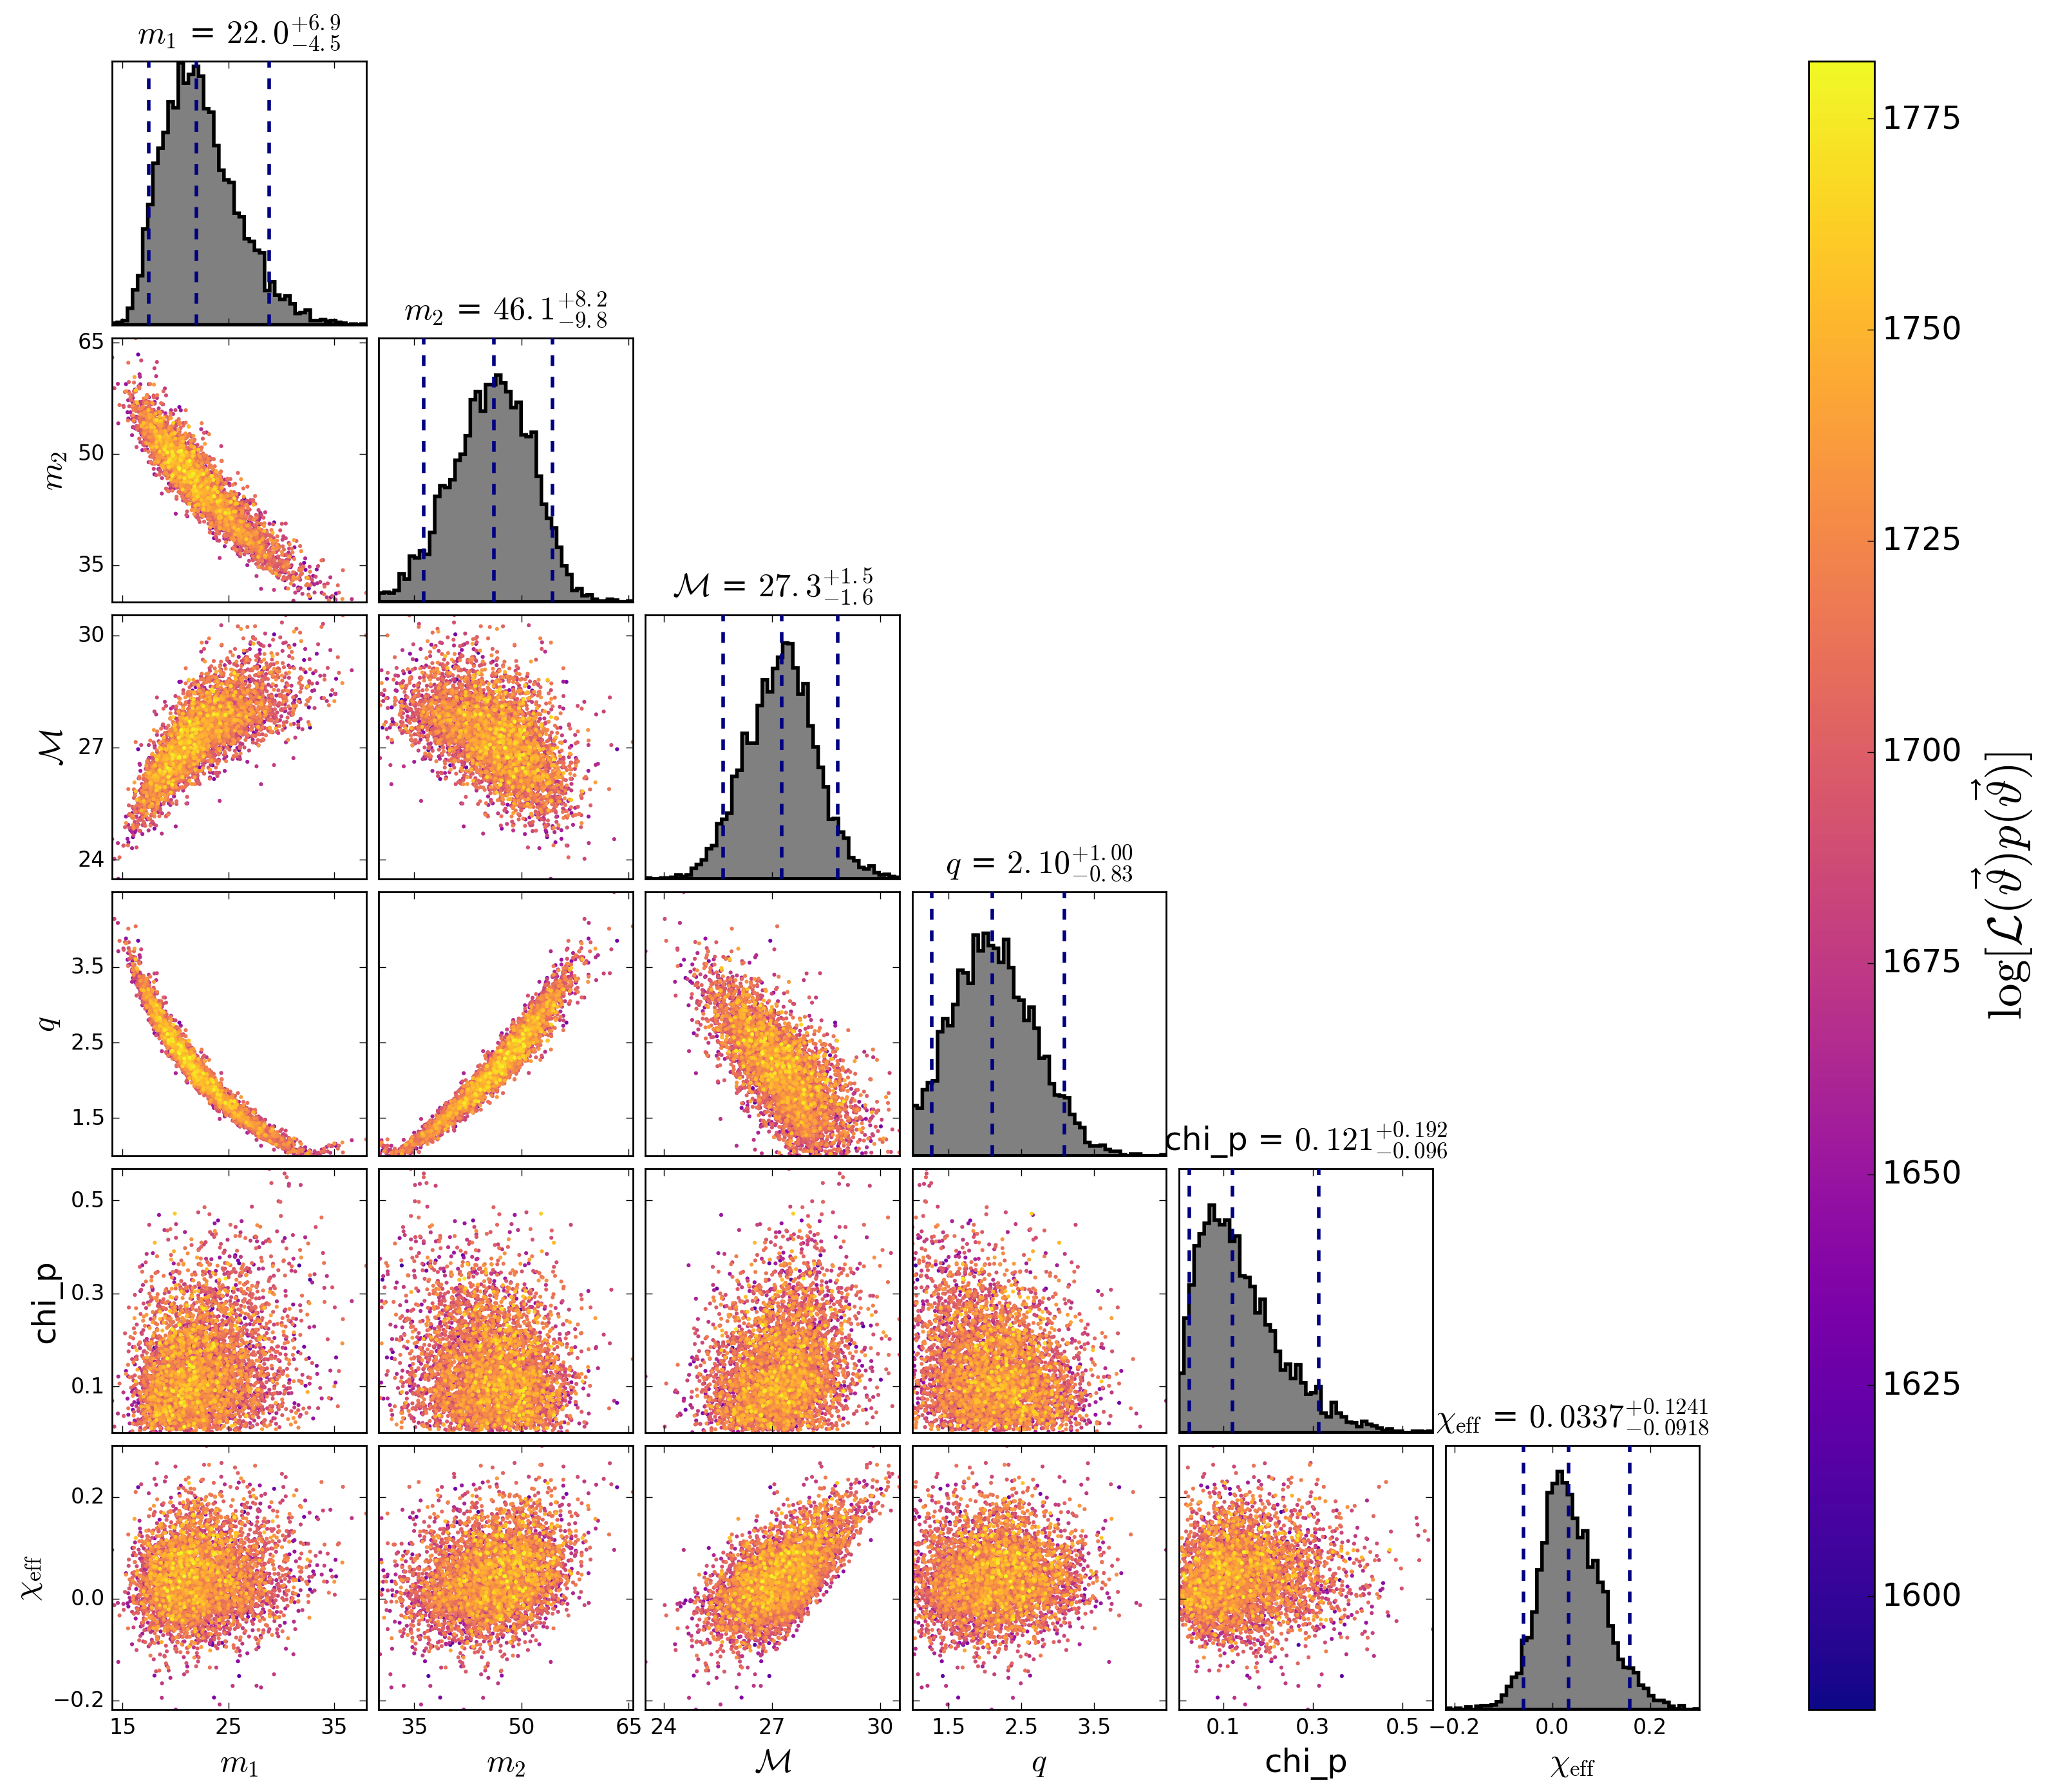 m₁ = 22.0^{+6.9}_{−4.5}
m₂ = 46.1^{+8.2}_{−9.8}
65
50
35
m₂
ℳ = 27.3^{+1.5}_{−1.6}
30
27
24
ℳ
q = 2.10^{+1.00}_{−0.83}
3.5
2.5
1.5
q
chi_p = 0.121^{+0.192}_{−0.096}
0.5
0.3
0.1
chi_p
χ_eff = 0.0337^{+0.1241}_{−0.0918}
0.2
0.0
−0.2
χ_eff
15 25 35
35 50 65
24 27 30
1.5 2.5 3.5
0.1 0.3 0.5
−0.2 0.0 0.2
m₁ m₂ ℳ q chi_p χ_eff
1775
1750
1725
1700
1675
1650
1625
1600
log[ℒ(ϑ⃗)p(ϑ⃗)]